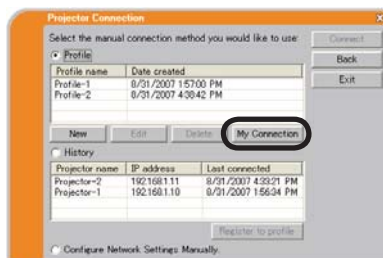 Projector Connection
Select the manual connection method you would like to use:
Connect
Profile
Back
Profile name Date created
Exit
Profile-1 8/31/2007 1:57:00 PM
Profile-2 8/31/2007 4:38:42 PM
New Edit Delete My Connection
History
Projector name IP address Last connected
Projector-2 192.168.1.11 8/31/2007 4:33:21 PM
Projector-1 192.168.1.10 8/31/2007 1:56:34 PM
Register to profile
Configure Network Settings Manually.